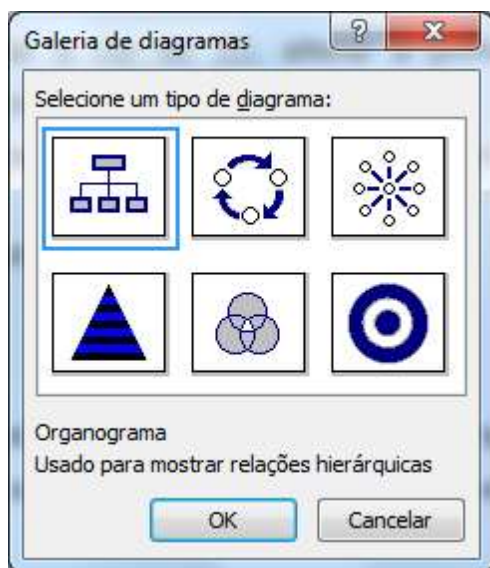 Galeria de diagramas
Selecione um tipo de diagrama:
Organograma
Usado para mostrar relações hierárquicas
OK
Cancelar